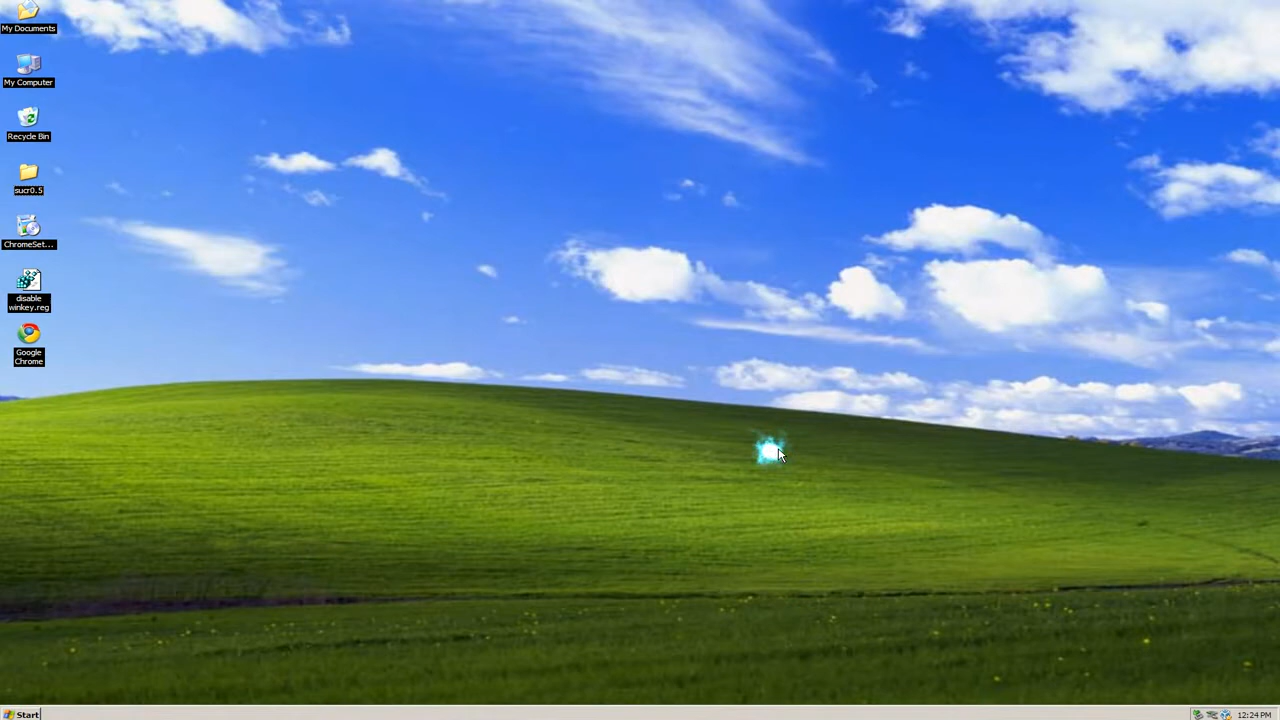 My Documents
My Computer
Recycle Bin
sucr0.5
ChromeSet...
disable
winkey.reg
Google
Chrome
Start
12:24 PM